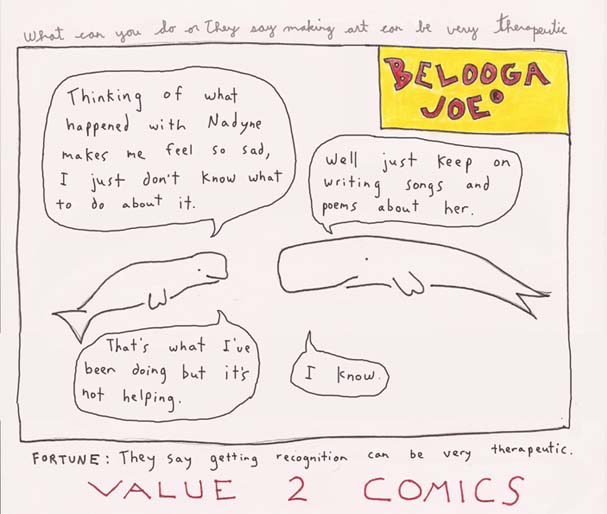 What can you do or They say making art can be very therapeutic
BELOOGA
JOE
Thinking of what
happened with Nadyne
makes me feel so sad,
I just don't know what
to do about it.
Well just keep on
writing songs and
poems about her.
That's what I've
been doing but it's
not helping.
I know.
FORTUNE: They say getting recognition can be very therapeutic.
VALUE 2 COMICS